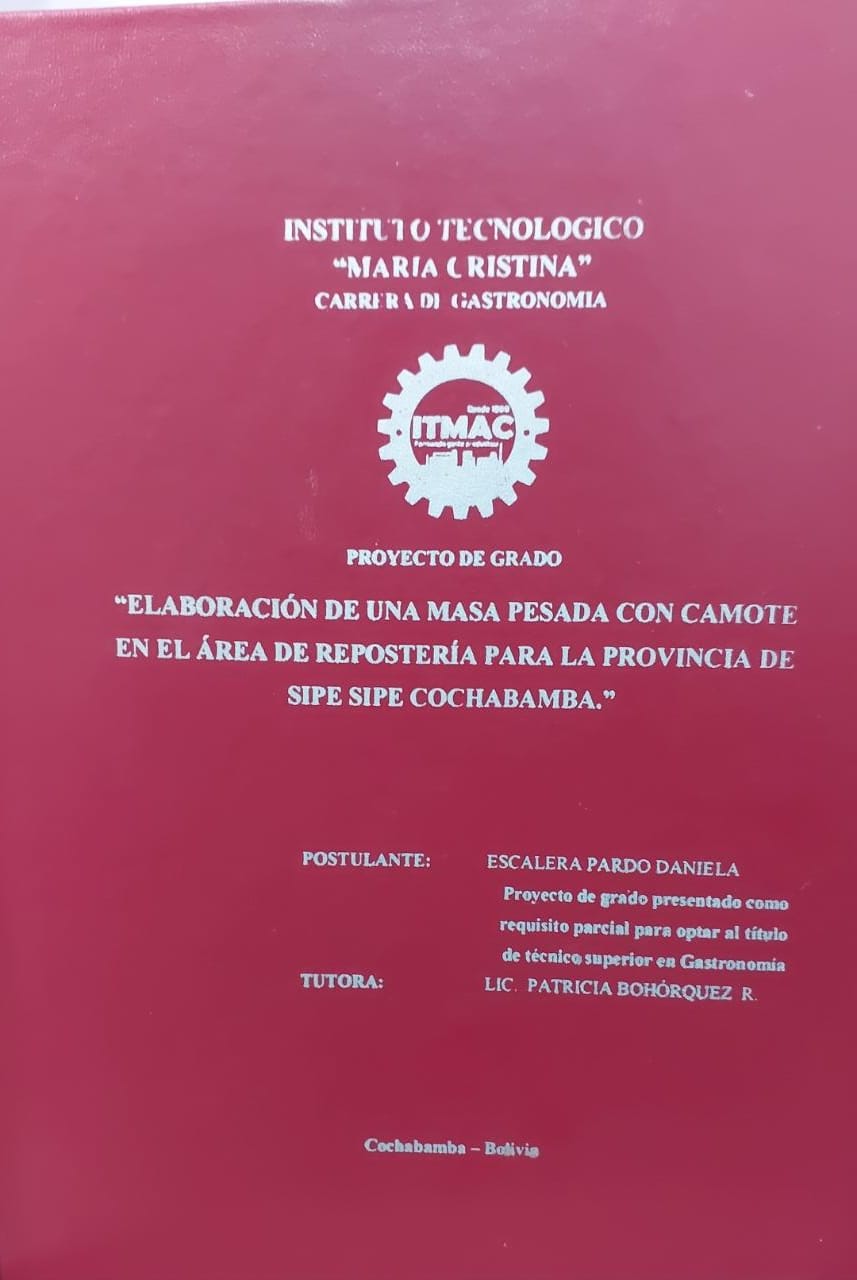 INSTITUTO TECNOLOGICO
“MARIA CRISTINA”
CARRERA DE GASTRONOMIA
Desde
ITMAC
PROYECTO DE GRADO
“ELABORACIÓN DE UNA MASA PESADA CON CAMOTE
EN EL ÁREA DE REPOSTERÍA PARA LA PROVINCIA DE
SIPE SIPE COCHABAMBA.”
POSTULANTE: ESCALERA PARDO DANIELA
Proyecto de grado presentado como
requisito parcial para optar al título
de técnico superior en Gastronomía
TUTORA: LIC. PATRICIA BOHÓRQUEZ R.
Cochabamba – Bolivia